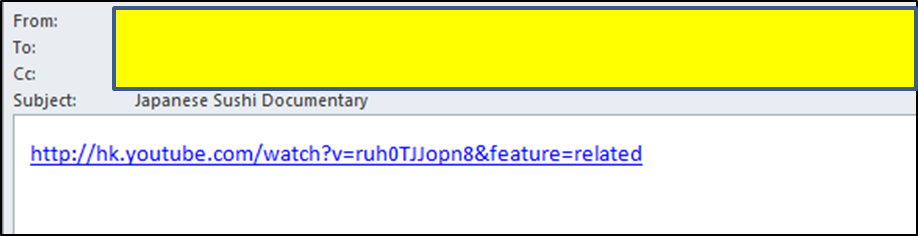 From:
To:
Cc:
Subject: Japanese Sushi Documentary
http://hk.youtube.com/watch?v=ruh0TJJopn8&feature=related